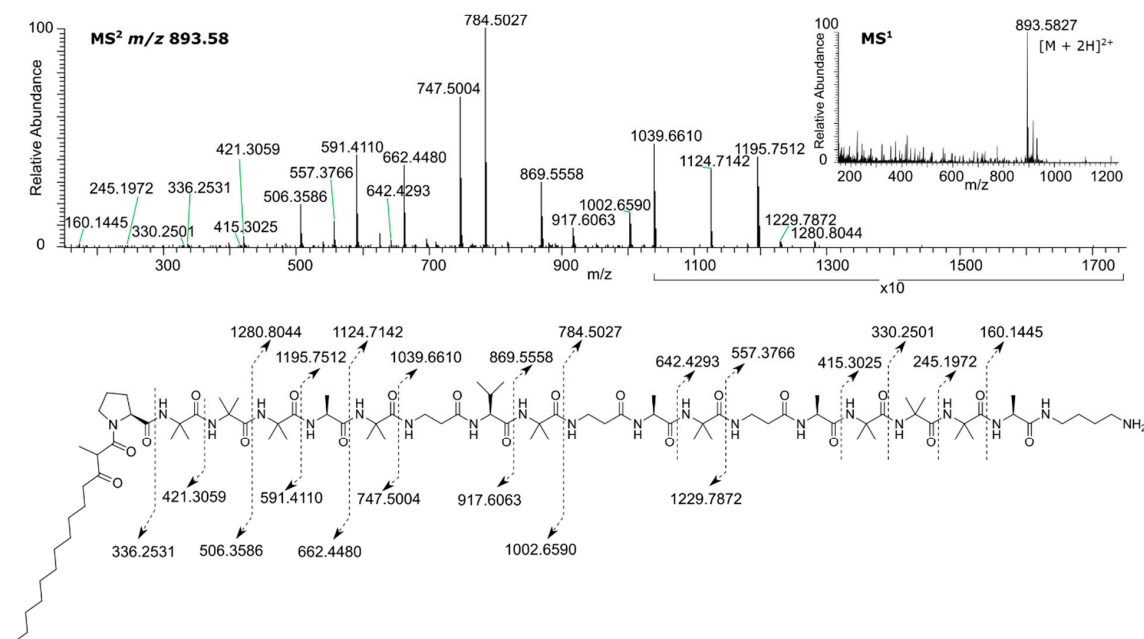 MS² m/z 893.58
Relative Abundance
100
0
160.1445
245.1972
330.2501
336.2531
415.3025
421.3059
506.3586
557.3766
591.4110
642.4293
662.4480
747.5004
784.5027
869.5558
917.6063
1002.6590
1039.6610
1124.7142
1195.7512
1229.7872
1280.8044
300 500 700 900 1100 1300 1500 1700
m/z
x10
MS¹
Relative Abundance
100
0
893.5827
[M + 2H]²⁺
200 400 600 800 1000 1200
m/z
1280.8044 1124.7142 784.5027 330.2501 160.1445
1195.7512 1039.6610 869.5558 642.4293 557.3766 415.3025 245.1972
H N O H N O H N O H N O H N O H N O H N O H N O H N NH₂
N O N H O N H O N H O N H O N H O N H O N H O N H O N H O
O
O
421.3059 591.4110 747.5004 917.6063 1229.7872
336.2531 506.3586 662.4480 1002.6590